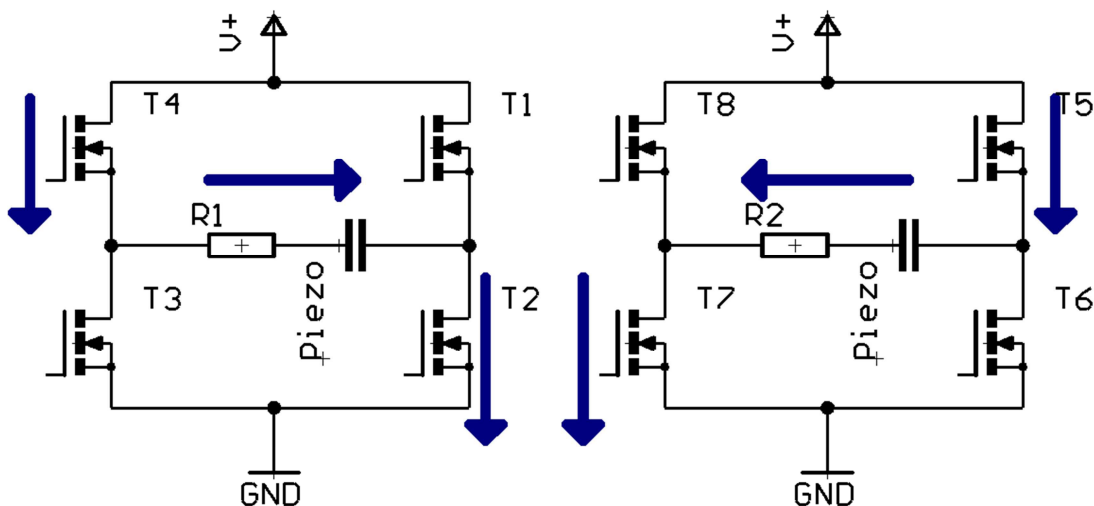 V+
T4
T1
R1
T3
T2
Piezo
GND
V+
T8
T5
R2
T7
T6
Piezo
GND